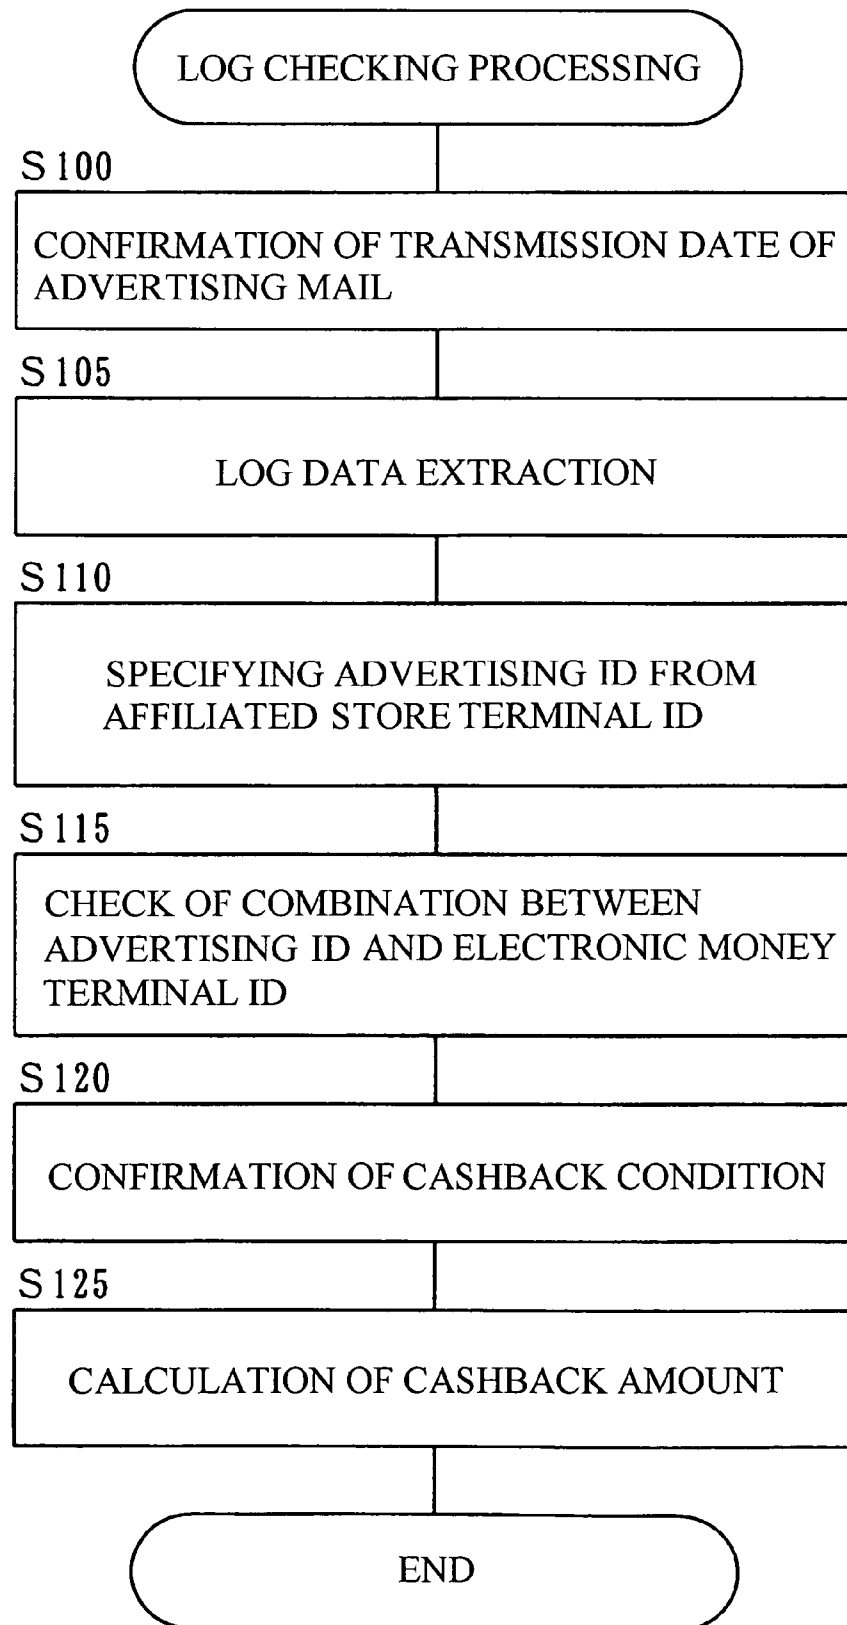 LOG CHECKING PROCESSING
S100
CONFIRMATION OF TRANSMISSION DATE OF
ADVERTISING MAIL
S105
LOG DATA EXTRACTION
S110
SPECIFYING ADVERTISING ID FROM
AFFILIATED STORE TERMINAL ID
S115
CHECK OF COMBINATION BETWEEN
ADVERTISING ID AND ELECTRONIC MONEY
TERMINAL ID
S120
CONFIRMATION OF CASHBACK CONDITION
S125
CALCULATION OF CASHBACK AMOUNT
END